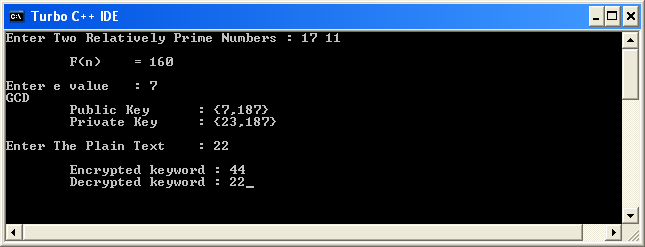 Turbo C++ IDE
Enter Two Relatively Prime Numbers : 17 11
F(n) = 160
Enter e value : 7
GCD
Public Key : {7,187}
Private Key : {23,187}
Enter The Plain Text : 22
Encrypted keyword : 44
Decrypted keyword : 22_